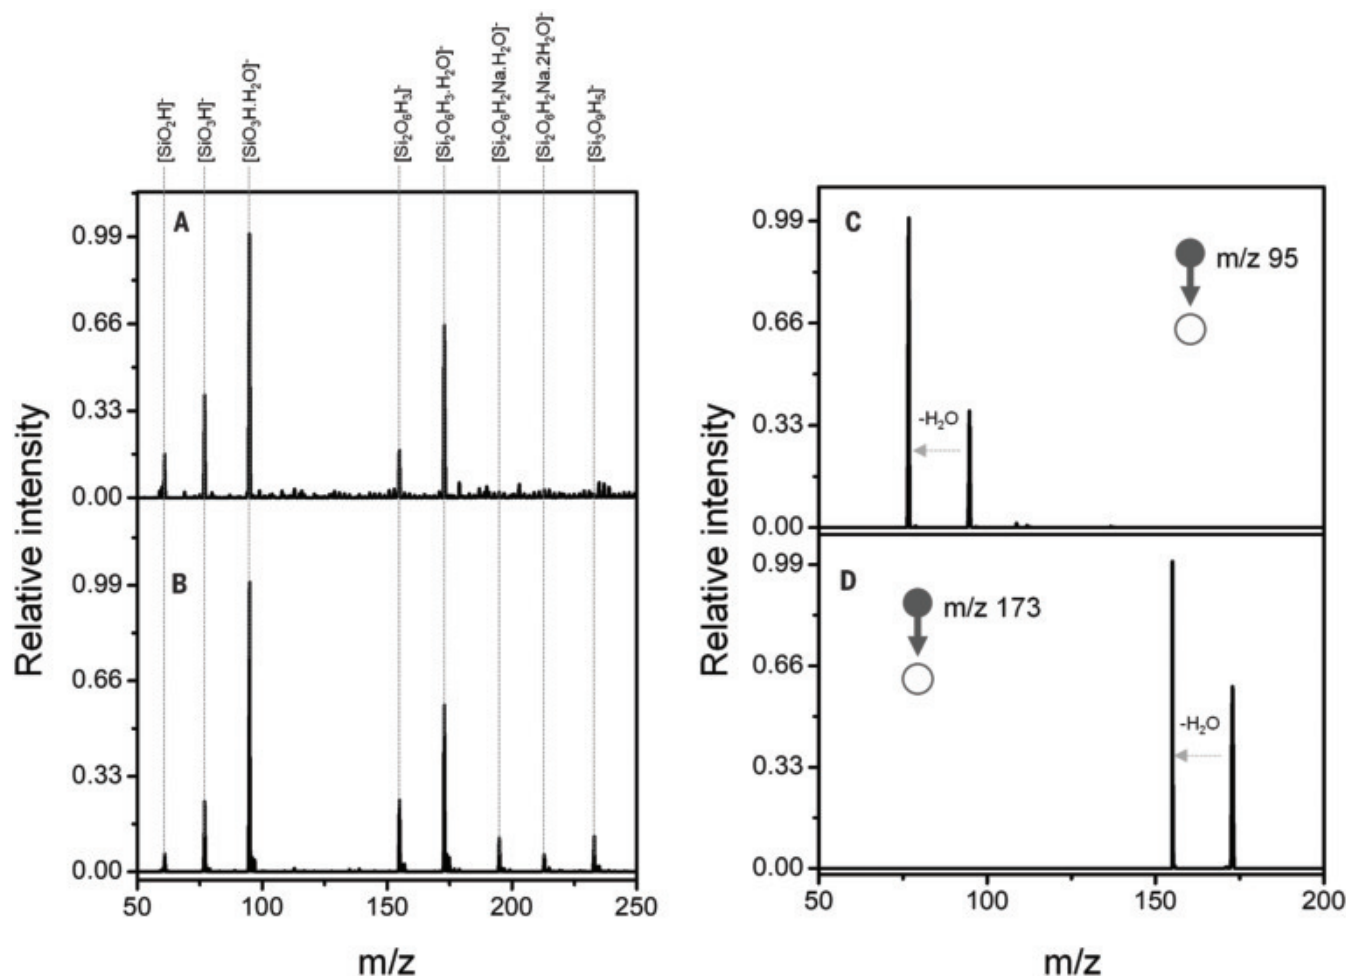 [SiO₂H]⁻
[SiO₃H]⁻
[SiO₃H.H₂O]⁻
[Si₂O₆H₃]⁻
[Si₂O₆H₃.H₂O]⁻
[Si₂O₆H₂Na.H₂O]⁻
[Si₂O₆H₂Na.2H₂O]⁻
[Si₃O₉H₅]⁻
Relative intensity
A
0.99
0.66
0.33
0.00
B
0.99
0.66
0.33
0.00
50 100 150 200 250
m/z
Relative intensity
C
m/z 95
0.99
0.66
0.33
0.00
-H₂O
D
m/z 173
0.99
0.66
0.33
0.00
-H₂O
50 100 150 200
m/z